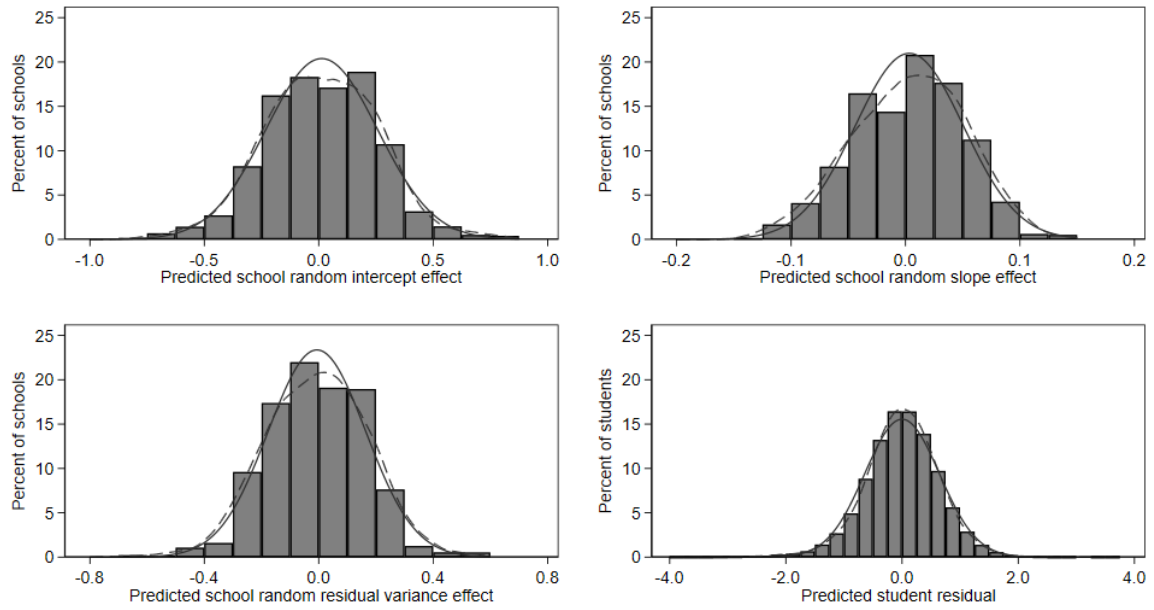 Percent of schools
25
20
15
10
5
0
-1.0 -0.5 0.0 0.5 1.0
Predicted school random intercept effect
Percent of schools
25
20
15
10
5
0
-0.2 -0.1 0.0 0.1 0.2
Predicted school random slope effect
Percent of schools
25
20
15
10
5
0
-0.8 -0.4 0.0 0.4 0.8
Predicted school random residual variance effect
Percent of students
25
20
15
10
5
0
-4.0 -2.0 0.0 2.0 4.0
Predicted student residual